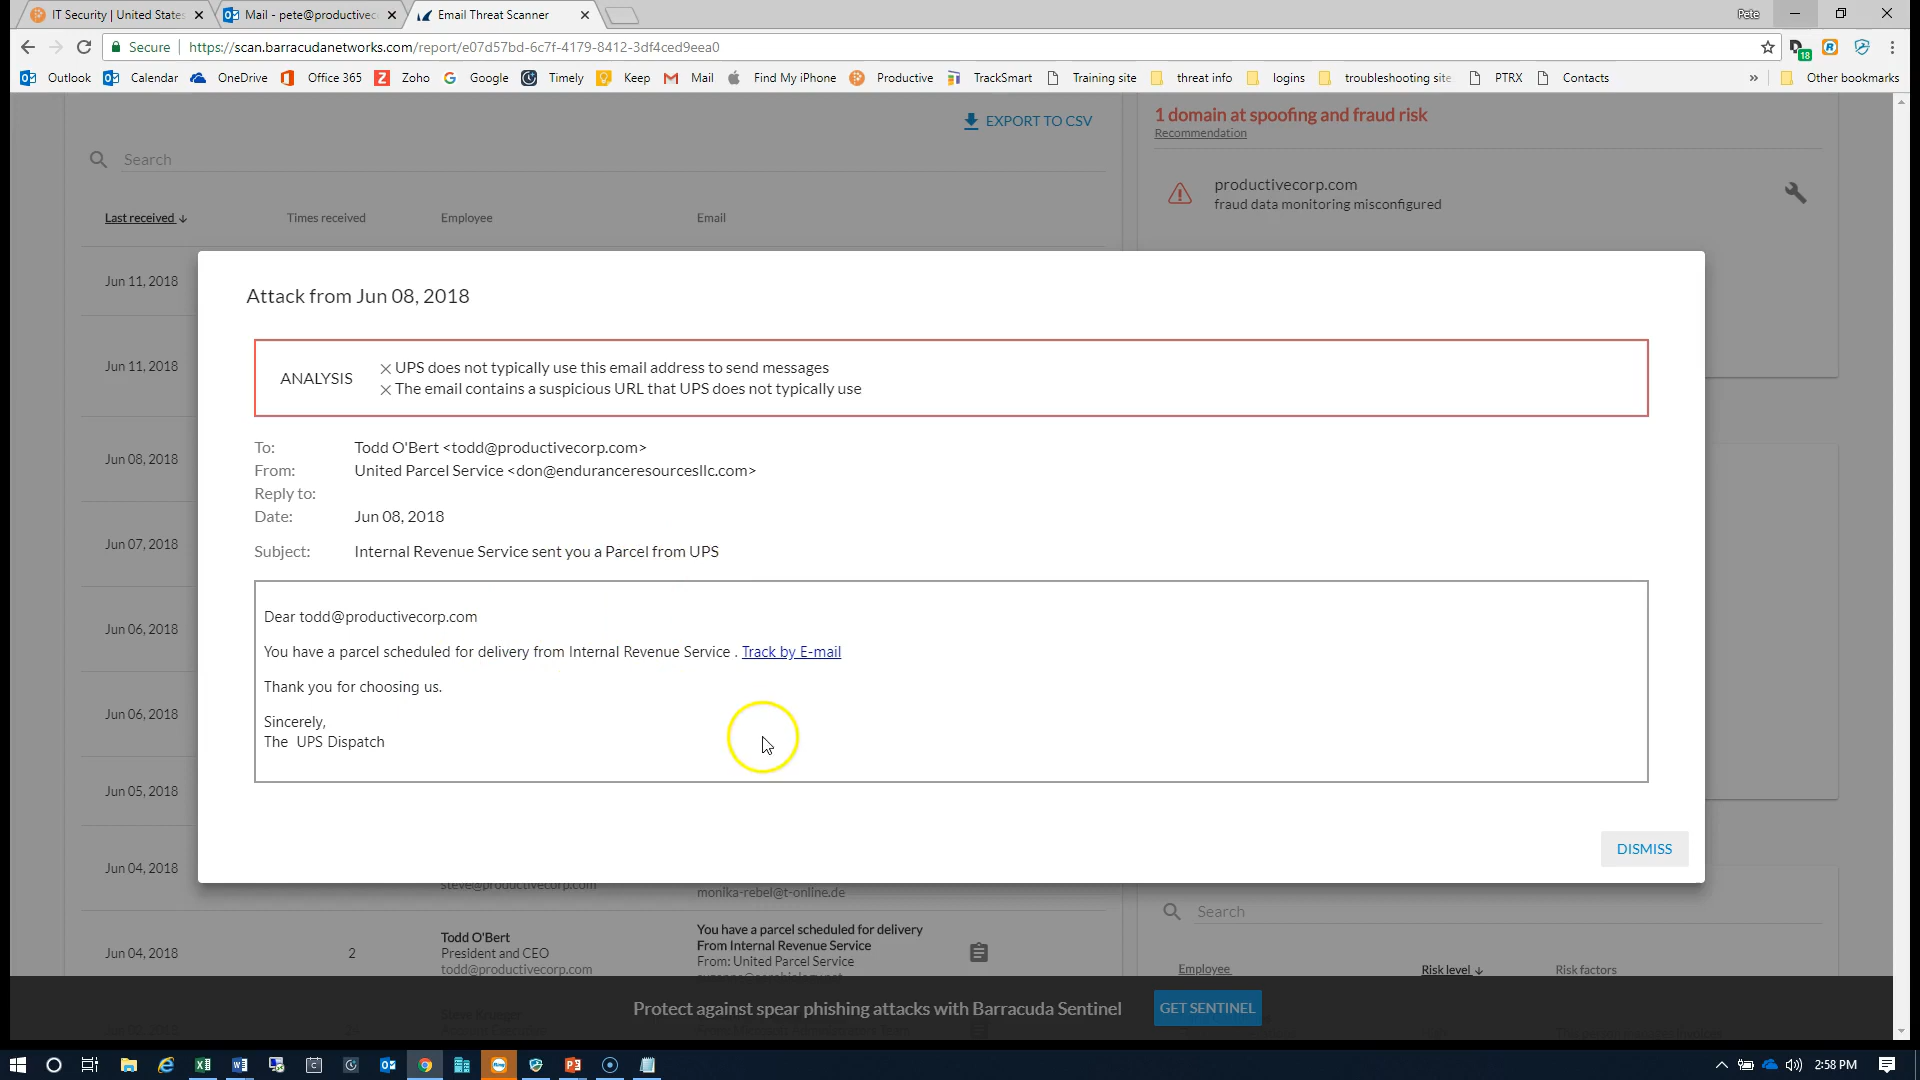 IT Security | United States
Mail - pete@productivec
Email Threat Scanner
Pete
Secure
https://scan.barracudanetworks.com/report/e07d57bd-6c7f-4179-8412-3df4ced9eea0
18
Outlook
Calendar
OneDrive
Office 365
Zoho
Google
Timely
Keep
Mail
Find My iPhone
Productive
TrackSmart
Training site
threat info
logins
troubleshooting site
PTRX
Contacts
»
Other bookmarks
EXPORT TO CSV
Search
Last received
Times received
Employee
Email
1 domain at spoofing and fraud risk
Recommendation
productivecorp.com
fraud data monitoring misconfigured
Jun 11, 2018
Jun 11, 2018
Jun 08, 2018
Jun 07, 2018
Jun 06, 2018
Jun 06, 2018
Jun 05, 2018
Jun 04, 2018
Attack from Jun 08, 2018
ANALYSIS
UPS does not typically use this email address to send messages
The email contains a suspicious URL that UPS does not typically use
To: Todd O'Bert <todd@productivecorp.com>
From: United Parcel Service <don@enduranceresourcesllc.com>
Reply to:
Date: Jun 08, 2018
Subject: Internal Revenue Service sent you a Parcel from UPS
Dear todd@productivecorp.com
You have a parcel scheduled for delivery from Internal Revenue Service . Track by E-mail
Thank you for choosing us.
Sincerely,
The UPS Dispatch
DISMISS
steve@productivecorp.com
monika-rebel@t-online.de
Jun 04, 2018
2
Todd O'Bert
President and CEO
todd@productivecorp.com
You have a parcel scheduled for delivery
From Internal Revenue Service
From: United Parcel Service
Search
Employee
Risk level
Risk factors
Protect against spear phishing attacks with Barracuda Sentinel
GET SENTINEL
2:58 PM